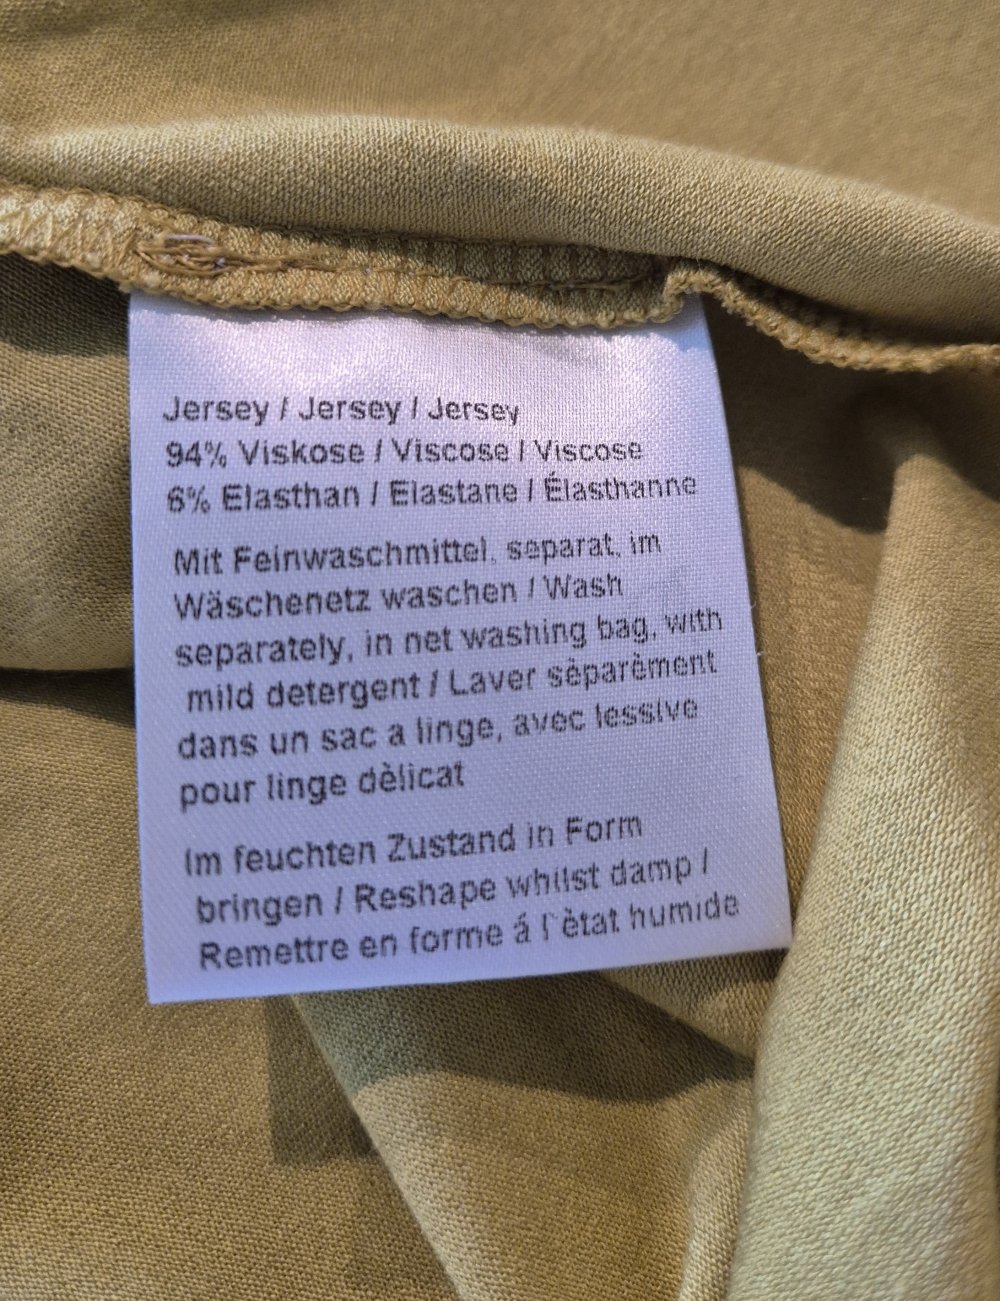 Jersey / Jersey / Jersey
94% Viskose / Viscose / Viscose
6% Elasthan / Elastane / Élasthanne
Mit Feinwaschmittel, separat, im
Wäschenetz waschen / Wash
separately, in net washing bag, with
mild detergent / Laver sèparèment
dans un sac a linge, avec lessive
pour linge dèlicat
Im feuchten Zustand in Form
bringen / Reshape whilst damp /
Remettre en forme á l`ètat humide